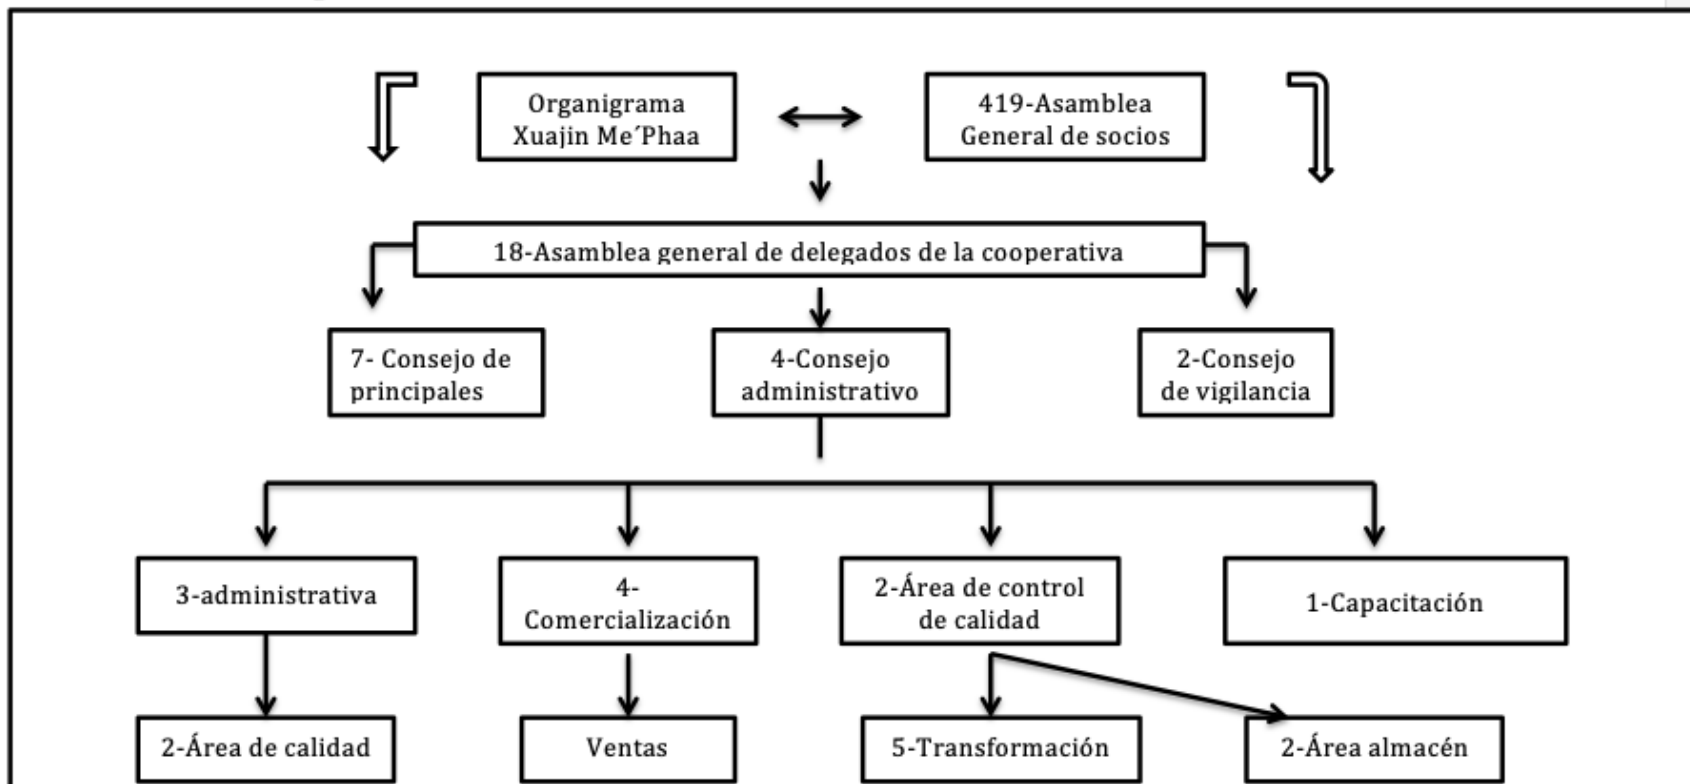 Organigrama
Xuajin Me´Phaa
419-Asamblea
General de socios
18-Asamblea general de delegados de la cooperativa
7- Consejo de
principales
4-Consejo
administrativo
2-Consejo
de vigilancia
3-administrativa
4-
Comercialización
2-Área de control
de calidad
1-Capacitación
2-Área de calidad
Ventas
5-Transformación
2-Área almacén